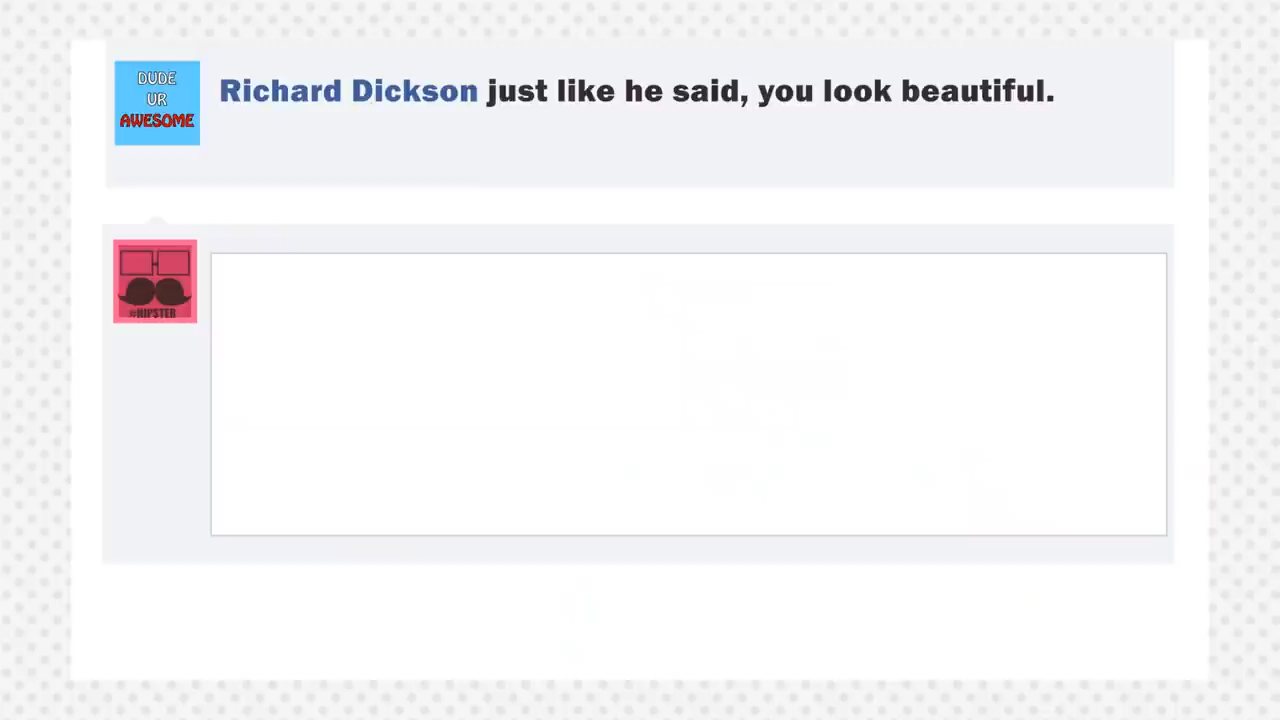 DUDE
UR
AWESOME
Richard Dickson just like he said, you look beautiful.
#HIPSTER